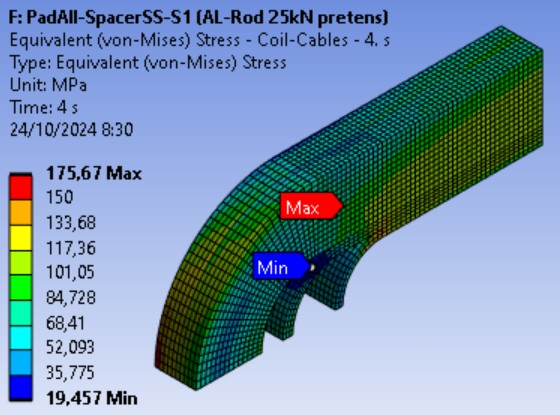 F: PadAll-SpacerSS-S1 (AL-Rod 25kN pretens)
Equivalent (von-Mises) Stress - Coil-Cables - 4. s
Type: Equivalent (von-Mises) Stress
Unit: MPa
Time: 4 s
24/10/2024 8:30
175,67 Max
150
133,68
117,36
101,05
84,728
68,41
52,093
35,775
19,457 Min
Max
Min